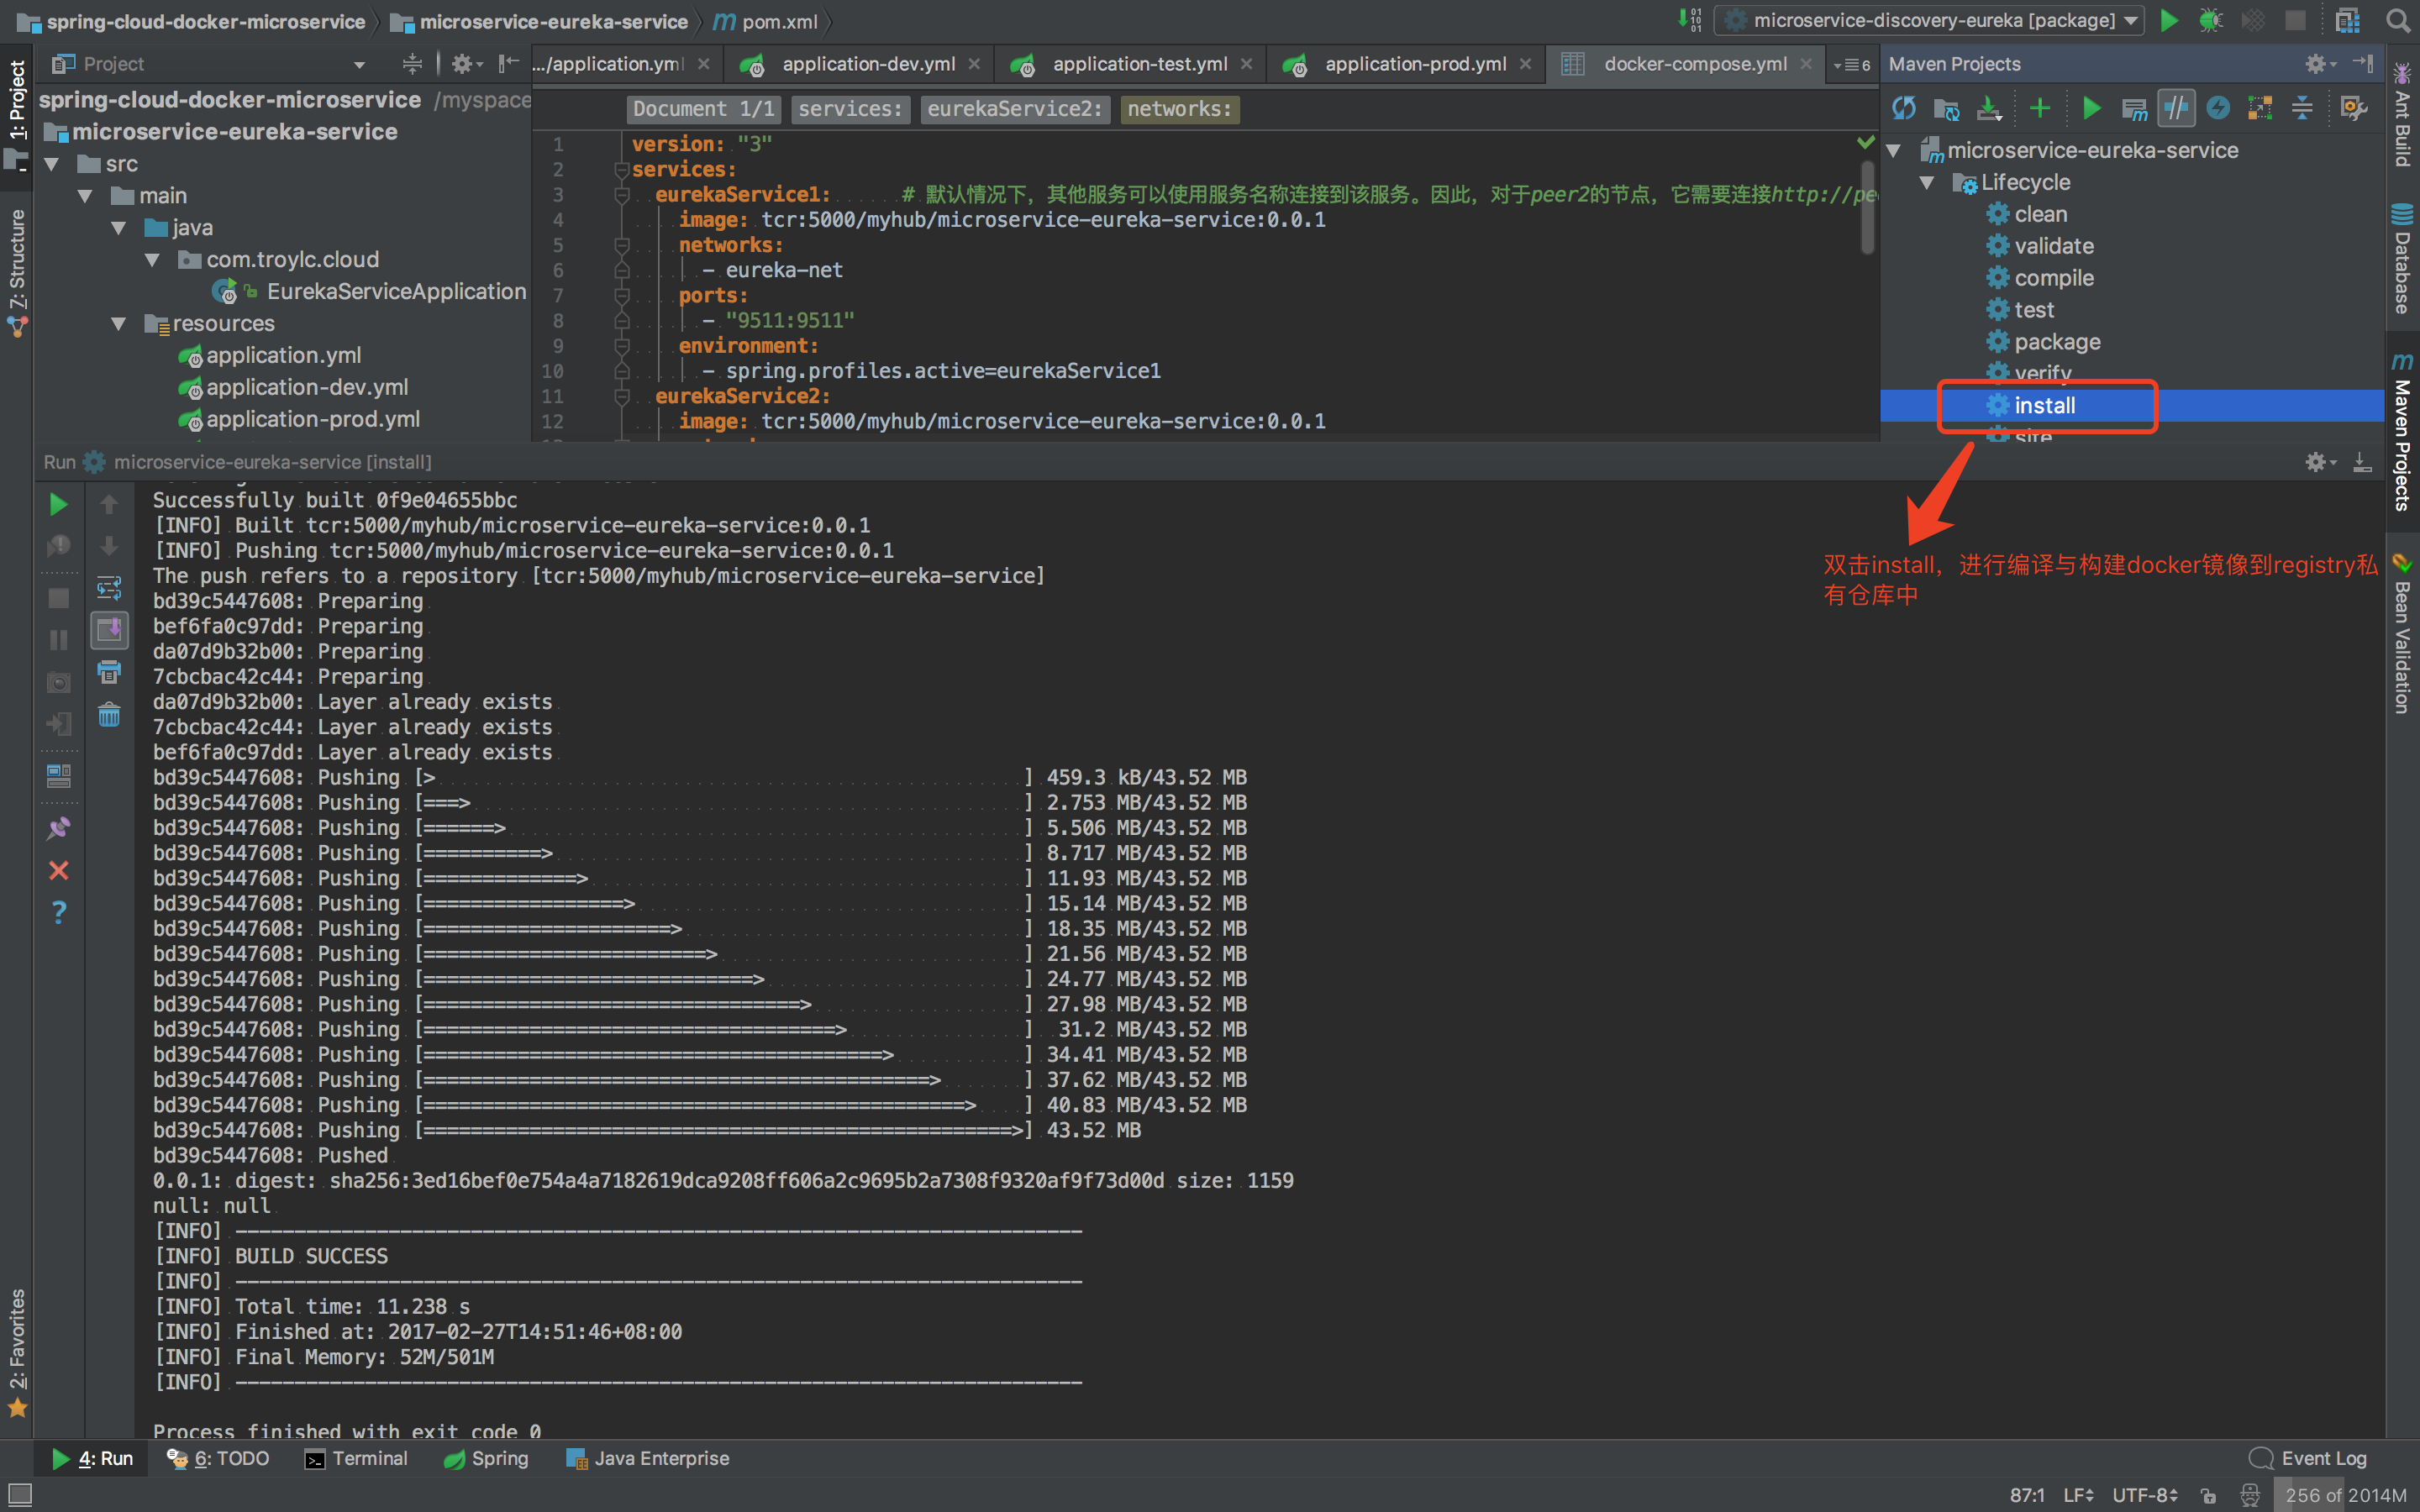 spring-cloud-docker-microservice microservice-eureka-service pom.xml
microservice-discovery-eureka [package]
Project
.../application.yml application-dev.yml application-test.yml application-prod.yml docker-compose.yml 6
Maven Projects
1: Project
7: Structure
2: Favorites
spring-cloud-docker-microservice /myspace
microservice-eureka-service
src
main
java
com.troylc.cloud
EurekaServiceApplication
resources
application.yml
application-dev.yml
application-prod.yml
Document 1/1 services: eurekaService2: networks:
1 version: "3"
2 services:
3 eurekaService1: # 默认情况下，其他服务可以使用服务名称连接到该服务。因此，对于peer2的节点，它需要连接http://pe
4 image: tcr:5000/myhub/microservice-eureka-service:0.0.1
5 networks:
6 - eureka-net
7 ports:
8 - "9511:9511"
9 environment:
10 - spring.profiles.active=eurekaService1
11 eurekaService2:
12 image: tcr:5000/myhub/microservice-eureka-service:0.0.1
microservice-eureka-service
Lifecycle
clean
validate
compile
test
package
verify
install
site
Ant Build
Database
Maven Projects
Bean Validation
双击install，进行编译与构建docker镜像到registry私
有仓库中
Run microservice-eureka-service [install]
Successfully built 0f9e04655bbc
[INFO] Built tcr:5000/myhub/microservice-eureka-service:0.0.1
[INFO] Pushing tcr:5000/myhub/microservice-eureka-service:0.0.1
The push refers to a repository [tcr:5000/myhub/microservice-eureka-service]
bd39c5447608: Preparing
bef6fa0c97dd: Preparing
da07d9b32b00: Preparing
7cbcbac42c44: Preparing
da07d9b32b00: Layer already exists
7cbcbac42c44: Layer already exists
bef6fa0c97dd: Layer already exists
bd39c5447608: Pushing [> ] 459.3 kB/43.52 MB
bd39c5447608: Pushing [===> ] 2.753 MB/43.52 MB
bd39c5447608: Pushing [======> ] 5.506 MB/43.52 MB
bd39c5447608: Pushing [==========> ] 8.717 MB/43.52 MB
bd39c5447608: Pushing [=============> ] 11.93 MB/43.52 MB
bd39c5447608: Pushing [=================> ] 15.14 MB/43.52 MB
bd39c5447608: Pushing [=====================> ] 18.35 MB/43.52 MB
bd39c5447608: Pushing [========================> ] 21.56 MB/43.52 MB
bd39c5447608: Pushing [============================> ] 24.77 MB/43.52 MB
bd39c5447608: Pushing [================================> ] 27.98 MB/43.52 MB
bd39c5447608: Pushing [===================================> ] 31.2 MB/43.52 MB
bd39c5447608: Pushing [=======================================> ] 34.41 MB/43.52 MB
bd39c5447608: Pushing [===========================================> ] 37.62 MB/43.52 MB
bd39c5447608: Pushing [==============================================> ] 40.83 MB/43.52 MB
bd39c5447608: Pushing [==================================================>] 43.52 MB
bd39c5447608: Pushed
0.0.1: digest: sha256:3ed16bef0e754a4a7182619dca9208ff606a2c9695b2a7308f9320af9f73d00d size: 1159
null: null
[INFO] ------------------------------------------------------------------------
[INFO] BUILD SUCCESS
[INFO] ------------------------------------------------------------------------
[INFO] Total time: 11.238 s
[INFO] Finished at: 2017-02-27T14:51:46+08:00
[INFO] Final Memory: 52M/501M
[INFO] ------------------------------------------------------------------------
Process finished with exit code 0
4: Run 6: TODO Terminal Spring Java Enterprise Event Log
87:1 LF UTF-8 256 of 2014M